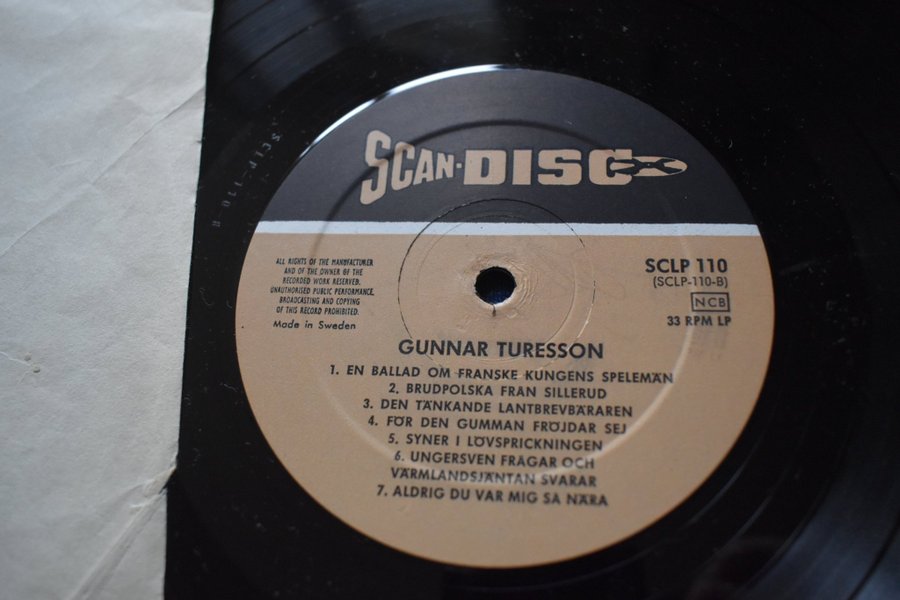 SCLP-110-B
SCAN-DISC
ALL RIGHTS OF THE MANUFACTURER
AND OF THE OWNER OF THE
RECORDED WORK RESERVED.
UNAUTHORISED PUBLIC PERFORMANCE,
BROADCASTING AND COPYING
OF THIS RECORD PROHIBITED.
Made in Sweden
SCLP 110
(SCLP-110-B)
NCB
33 RPM LP
GUNNAR TURESSON
1. EN BALLAD OM FRANSKE KUNGENS SPELEMÄN
2. BRUDPOLSKA FRÅN SILLERUD
3. DEN TÄNKANDE LANTBREVBÄRAREN
4. FÖR DEN GUMMAN FRÖJDAR SEJ
5. SYNER I LÖVSPRICKNINGEN
6. UNGERSVEN FRÅGAR OCH
VÄRMLANDSJÄNTAN SVARAR
7. ALDRIG DU VAR MIG SA NÄRA